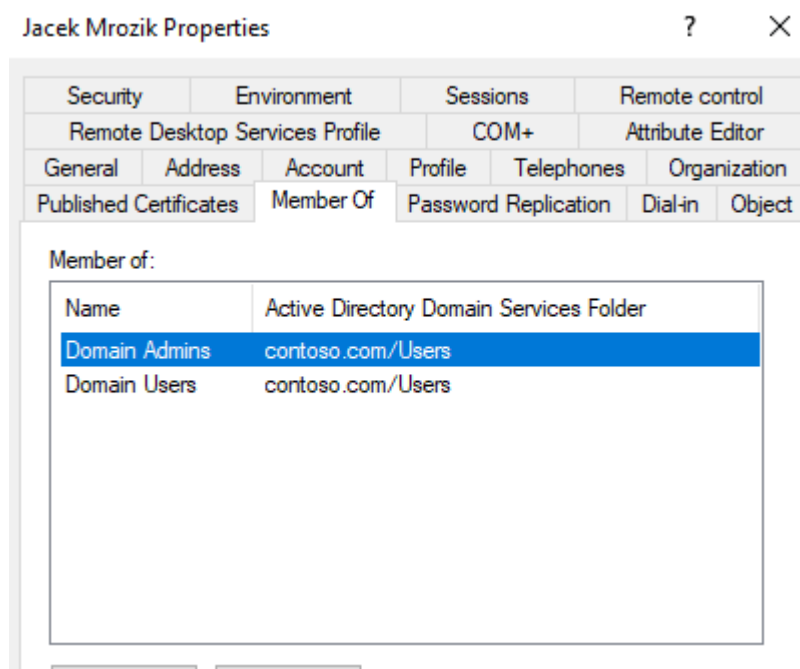 Jacek Mrozik Properties ? ×
Security Environment Sessions Remote control
Remote Desktop Services Profile COM+ Attribute Editor
General Address Account Profile Telephones Organization
Published Certificates Member Of Password Replication Dial-in Object
Member of:
Name Active Directory Domain Services Folder
Domain Admins contoso.com/Users
Domain Users contoso.com/Users